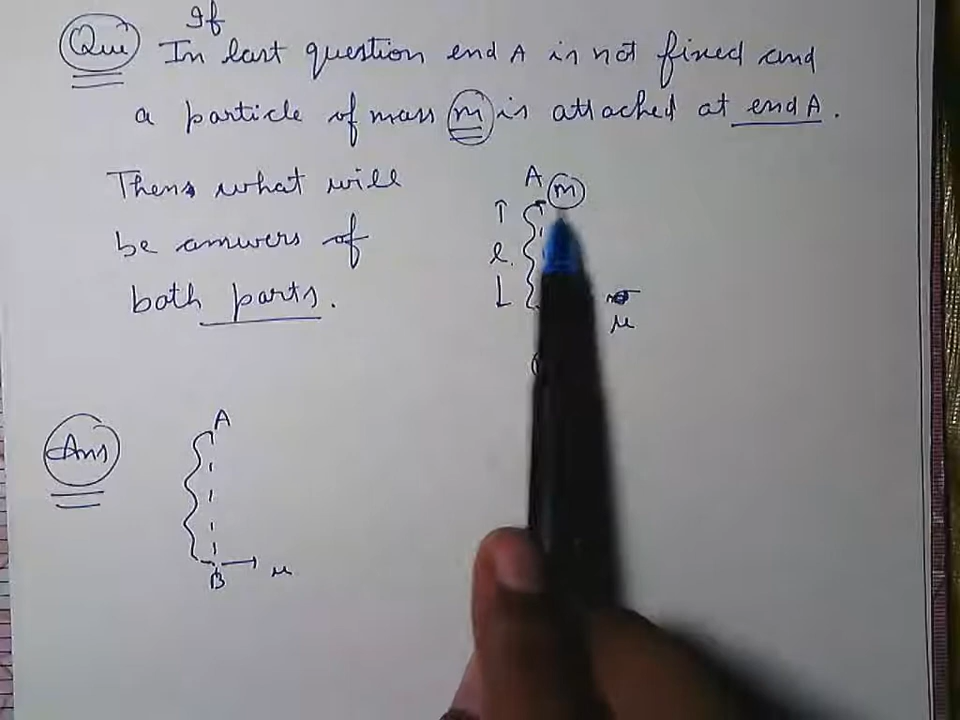 If
Que In last question end A is not fixed and
a particle of mass m is attached at end A.
Then what will
be answers of
both parts.
A m
l
u
Ans
A
B u